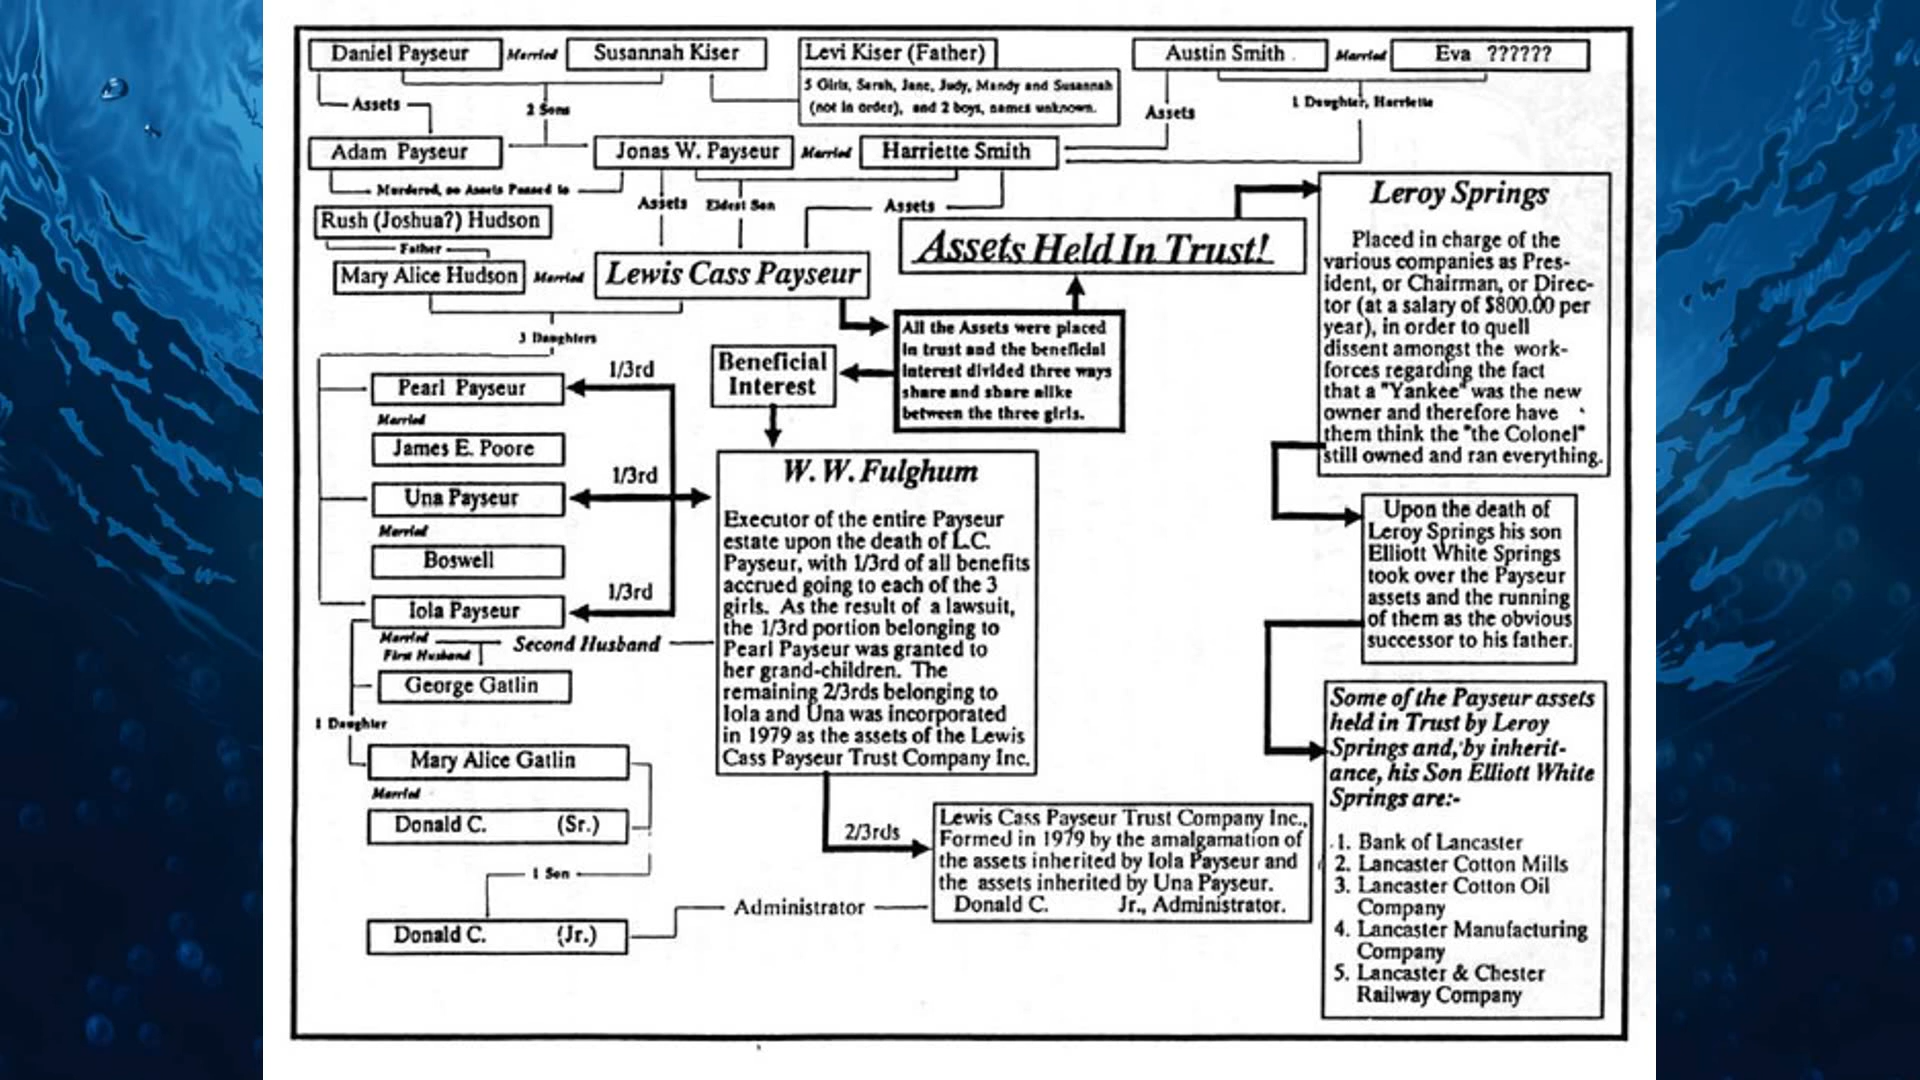 Daniel Payseur
Married
Susannah Kiser
Levi Kiser (Father)
5 Girls, Sarah, Jane, Judy, Mandy and Susannah
(not in order), and 2 boys, names unknown.
Austin Smith
Married
Eva ??????
Assets
2 Sons
Assets
1 Daughter, Harriette
Adam Payseur
Jonas W. Payseur
Married
Harriette Smith
Murdered, so Assets Passed to
Assets
Eldest Son
Assets
Rush (Joshua?) Hudson
Father
Mary Alice Hudson
Married
Lewis Cass Payseur
Assets Held In Trust!
Leroy Springs
Placed in charge of the
various companies as Pres-
ident, or Chairman, or Direc-
tor (at a salary of $800.00 per
year), in order to quell
dissent amongst the work-
forces regarding the fact
that a "Yankee" was the new
owner and therefore have
them think the "the Colonel"
still owned and ran everything.
3 Daughters
All the Assets were placed
in trust and the beneficial
interest divided three ways
share and share alike
between the three girls.
Beneficial
Interest
1/3rd
Pearl Payseur
Married
James E. Poore
1/3rd
Una Payseur
Married
Boswell
1/3rd
Iola Payseur
Married
First Husband
Second Husband
George Gatlin
1 Daughter
Mary Alice Gatlin
Married
Donald C. (Sr.)
1 Son
Donald C. (Jr.)
W. W. Fulghum
Executor of the entire Payseur
estate upon the death of L.C.
Payseur, with 1/3rd of all benefits
accrued going to each of the 3
girls. As the result of a lawsuit,
the 1/3rd portion belonging to
Pearl Payseur was granted to
her grand-children. The
remaining 2/3rds belonging to
Iola and Una was incorporated
in 1979 as the assets of the Lewis
Cass Payseur Trust Company Inc.
2/3rds
Administrator
Lewis Cass Payseur Trust Company Inc.,
Formed in 1979 by the amalgamation of
the assets inherited by Iola Payseur and
the assets inherited by Una Payseur.
Donald C. Jr., Administrator.
Upon the death of
Leroy Springs his son
Elliott White Springs
took over the Payseur
assets and the running
of them as the obvious
successor to his father.
Some of the Payseur assets
held in Trust by Leroy
Springs and, by inherit-
ance, his Son Elliott White
Springs are:-
1. Bank of Lancaster
2. Lancaster Cotton Mills
3. Lancaster Cotton Oil
Company
4. Lancaster Manufacturing
Company
5. Lancaster & Chester
Railway Company